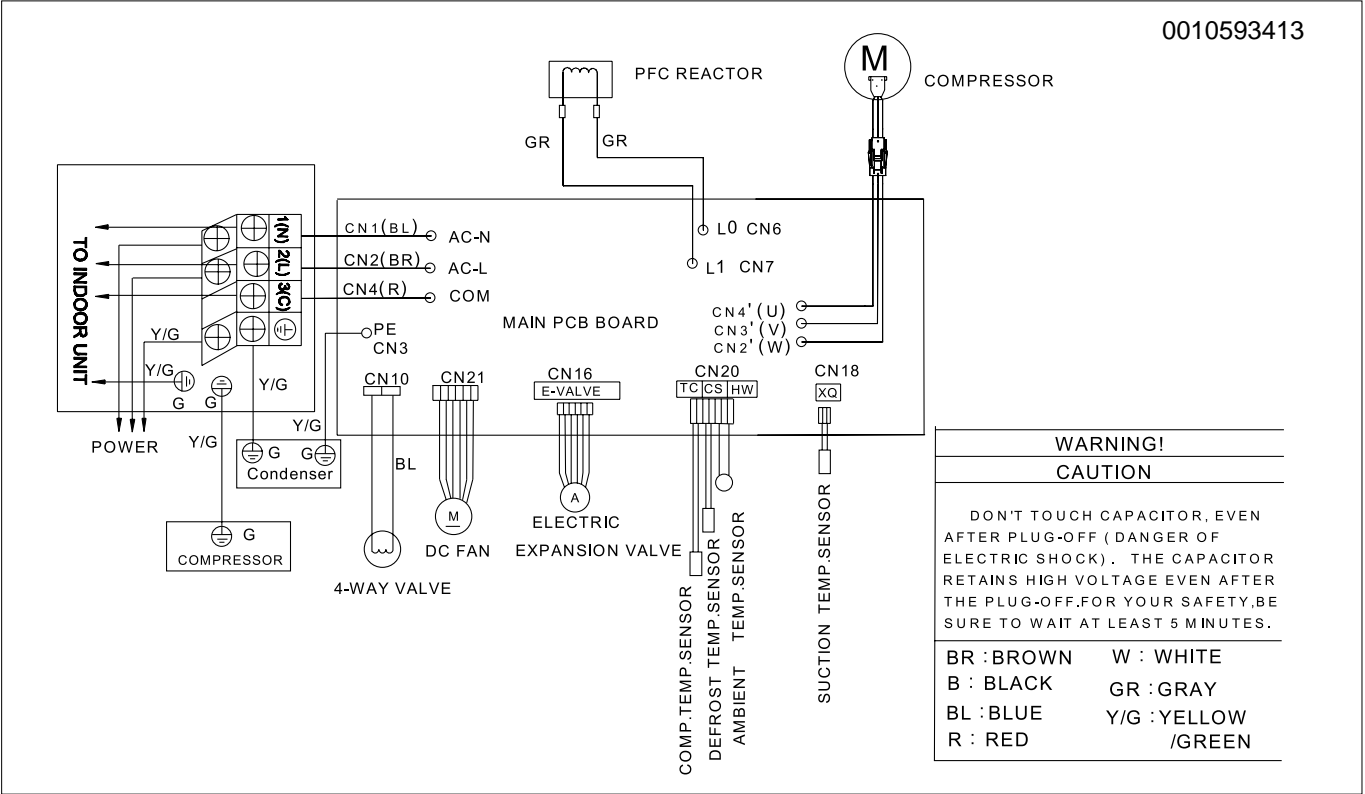 0010593413
PFC REACTOR
M
COMPRESSOR
GR
GR
TO INDOOR UNIT
1(N)
2(L)
3(C)
CN1(BL)
AC-N
CN2(BR)
AC-L
CN4(R)
COM
L0 CN6
L1 CN7
PE
CN3
MAIN PCB BOARD
CN4'(U)
CN3'(V)
CN2'(W)
Y/G
Y/G
G
G
Y/G
Y/G
Y/G
POWER
G
G
Condenser
G
COMPRESSOR
CN10
CN21
CN16
E-VALVE
CN20
TC
CS
HW
CN18
XQ
BL
4-WAY VALVE
M
DC FAN
A
ELECTRIC
EXPANSION VALVE
COMP.TEMP.SENSOR
DEFROST TEMP.SENSOR
AMBIENT TEMP.SENSOR
SUCTION TEMP.SENSOR
WARNING!
CAUTION
DON'T TOUCH CAPACITOR, EVEN
AFTER PLUG-OFF ( DANGER OF
ELECTRIC SHOCK). THE CAPACITOR
RETAINS HIGH VOLTAGE EVEN AFTER
THE PLUG-OFF.FOR YOUR SAFETY,BE
SURE TO WAIT AT LEAST 5 MINUTES.
BR : BROWN W : WHITE
B : BLACK GR : GRAY
BL : BLUE Y/G : YELLOW
R : RED /GREEN